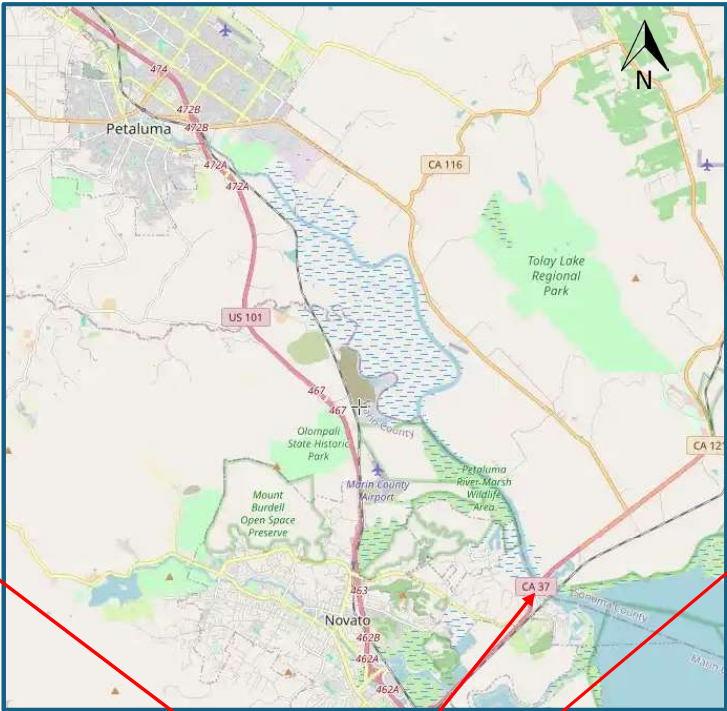 474
472B
Petaluma
472B
472A
472A
N
CA 116
Tolay Lake
Regional
Park
US 101
467
467
Marin County
Olompali
State Historic
Park
CA 121
Petaluma
River Marsh
Wildlife
Area
Marin County
Airport
Mount
Burdell
Open Space
Preserve
463
CA 37
Sonoma County
Novato
462B
462A
462A